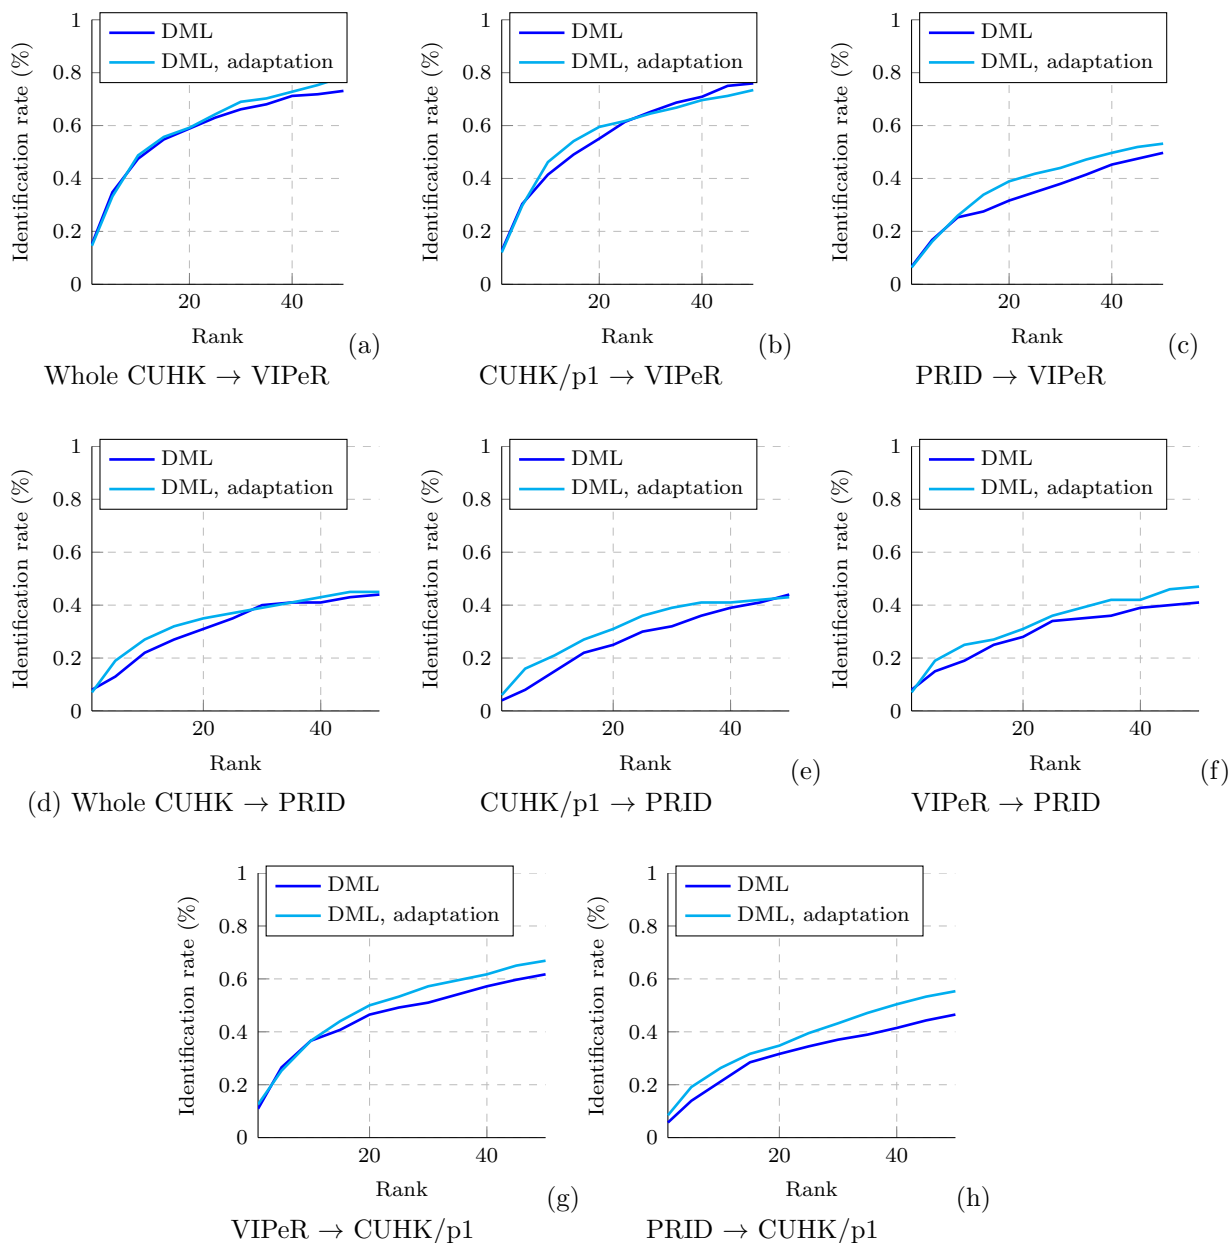 DML
DML, adaptation
Identification rate (%)
1
0.8
0.6
0.4
0.2
0
20
40
Rank
(a)
Whole CUHK → VIPeR
DML
DML, adaptation
Identification rate (%)
1
0.8
0.6
0.4
0.2
0
20
40
Rank
(b)
CUHK/p1 → VIPeR
DML
DML, adaptation
Identification rate (%)
1
0.8
0.6
0.4
0.2
0
20
40
Rank
(c)
PRID → VIPeR
DML
DML, adaptation
Identification rate (%)
1
0.8
0.6
0.4
0.2
0
20
40
Rank
(d) Whole CUHK → PRID
DML
DML, adaptation
Identification rate (%)
1
0.8
0.6
0.4
0.2
0
20
40
Rank
(e)
CUHK/p1 → PRID
DML
DML, adaptation
Identification rate (%)
1
0.8
0.6
0.4
0.2
0
20
40
Rank
(f)
VIPeR → PRID
DML
DML, adaptation
Identification rate (%)
1
0.8
0.6
0.4
0.2
0
20
40
Rank
(g)
VIPeR → CUHK/p1
DML
DML, adaptation
Identification rate (%)
1
0.8
0.6
0.4
0.2
0
20
40
Rank
(h)
PRID → CUHK/p1